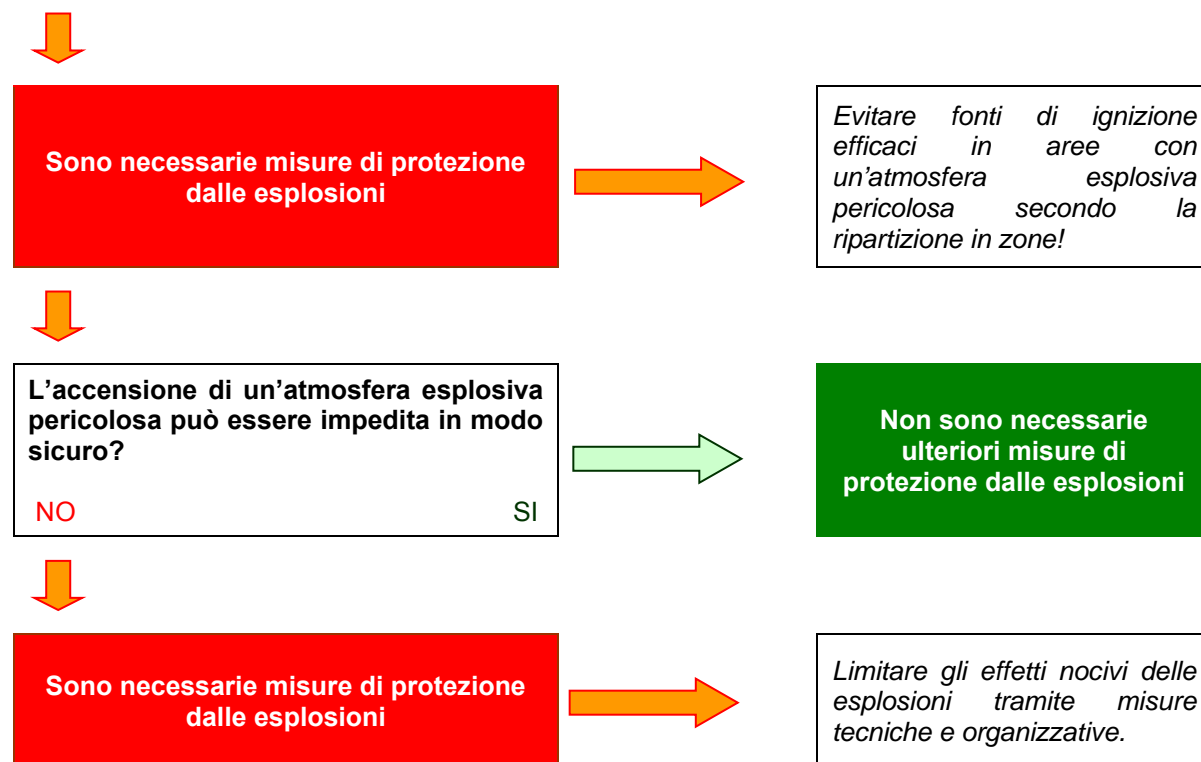 Sono necessarie misure di protezione
dalle esplosioni
Evitare fonti di ignizione
efficaci in aree con
un'atmosfera esplosiva
pericolosa secondo la
ripartizione in zone!
L'accensione di un'atmosfera esplosiva
pericolosa può essere impedita in modo
sicuro?
NO SI
Non sono necessarie
ulteriori misure di
protezione dalle esplosioni
Sono necessarie misure di protezione
dalle esplosioni
Limitare gli effetti nocivi delle
esplosioni tramite misure
tecniche e organizzative.